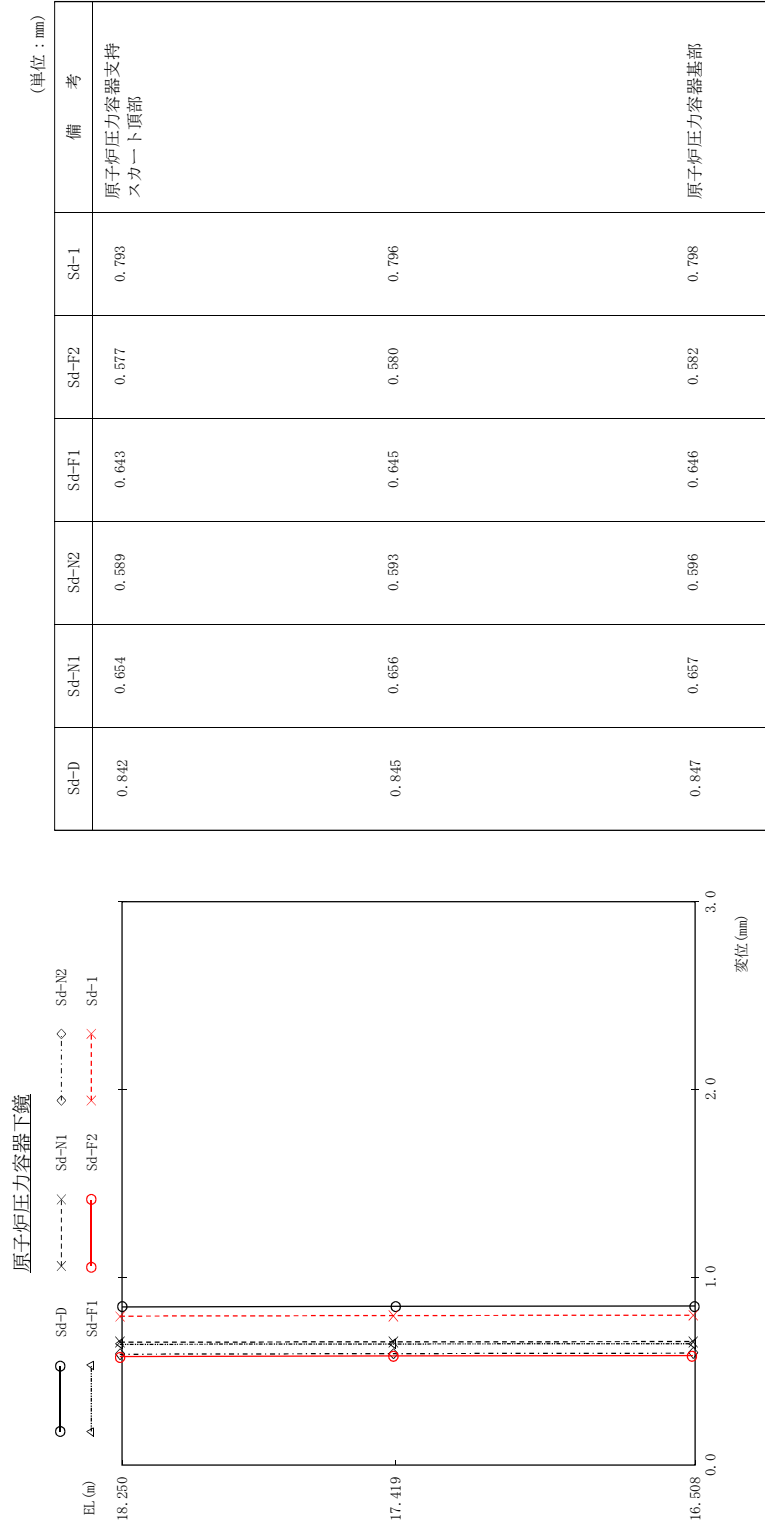 原子炉圧力容器下鏡
Sd-D Sd-N1 Sd-N2
Sd-F1 Sd-F2 Sd-1
EL(m)
18.250
17.419
16.508
0.0 1.0 2.0 3.0
変位(mm)
(単位：mm)
Sd-D Sd-N1 Sd-N2 Sd-F1 Sd-F2 Sd-1 備 考
0.842 0.654 0.589 0.643 0.577 0.793 原子炉圧力容器支持
スカート頂部
0.845 0.656 0.593 0.645 0.580 0.796
0.847 0.657 0.596 0.646 0.582 0.798 原子炉圧力容器基部